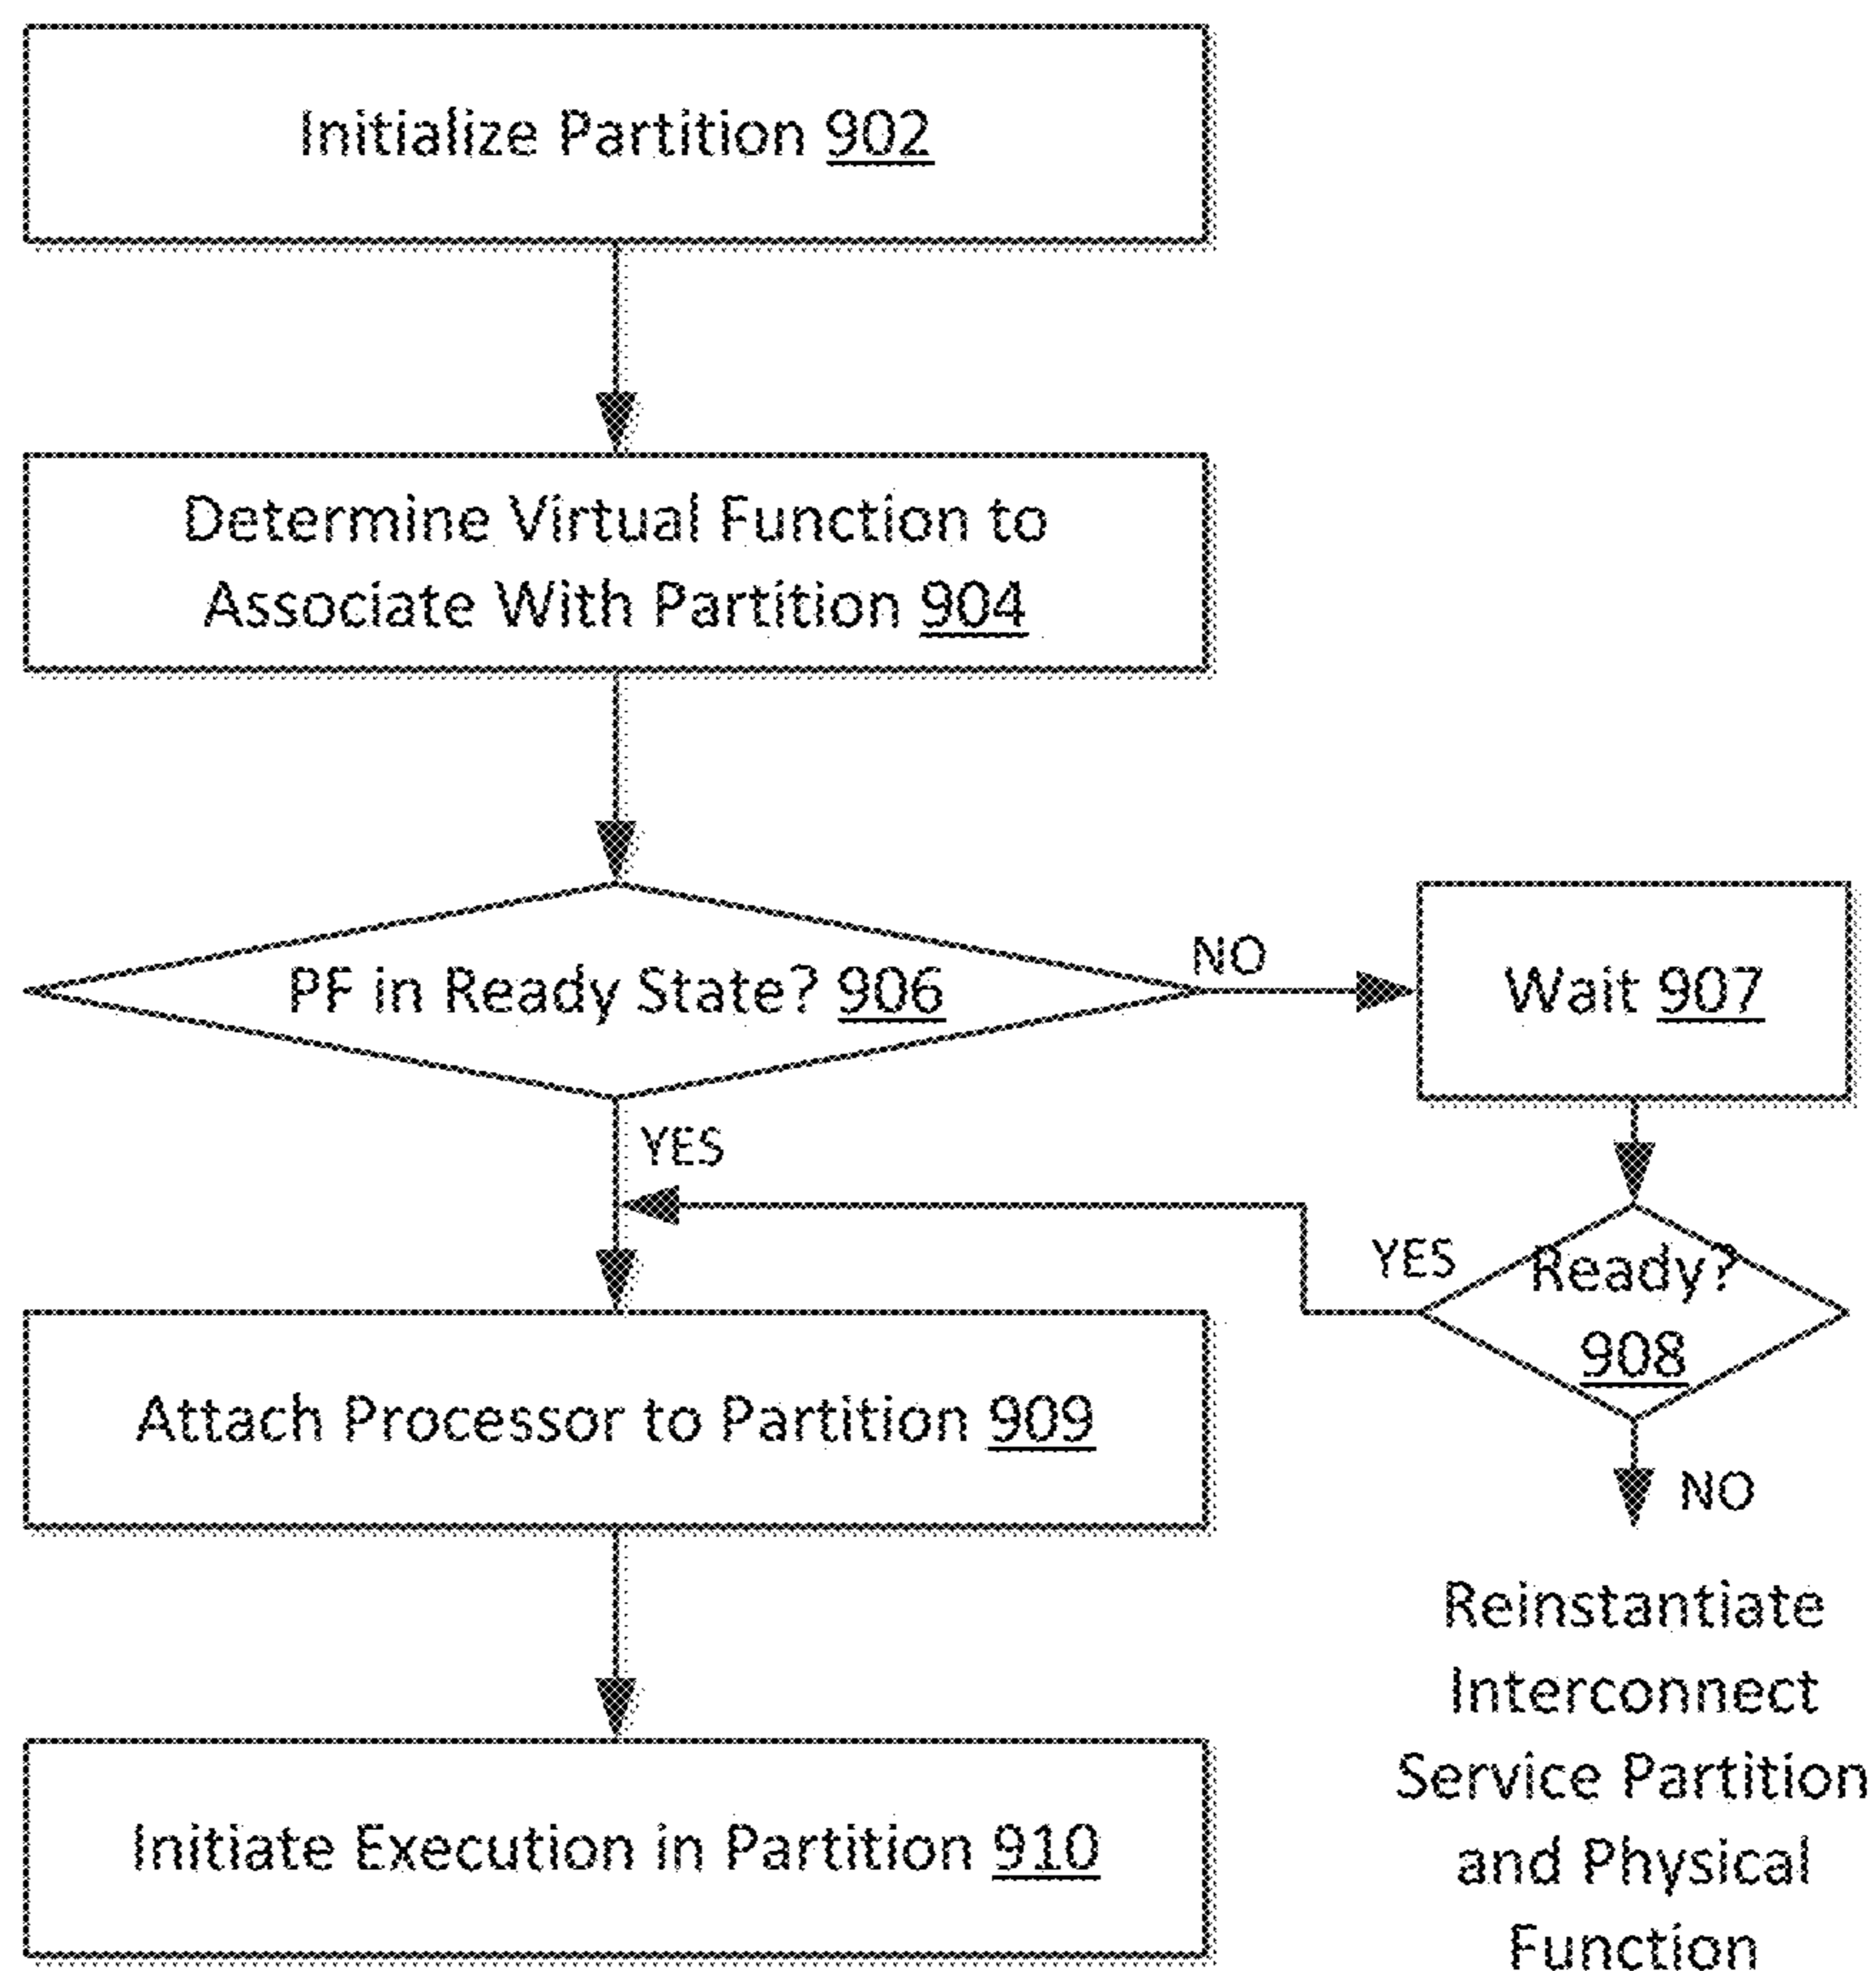 Initialize Partition 902
Determine Virtual Function to
Associate With Partition 904
PF in Ready State? 906
NO
Wait 907
YES
YES
Ready?
908
Attach Processor to Partition 909
NO
Reinstantiate
Interconnect
Service Partition
and Physical
Function
Initiate Execution in Partition 910